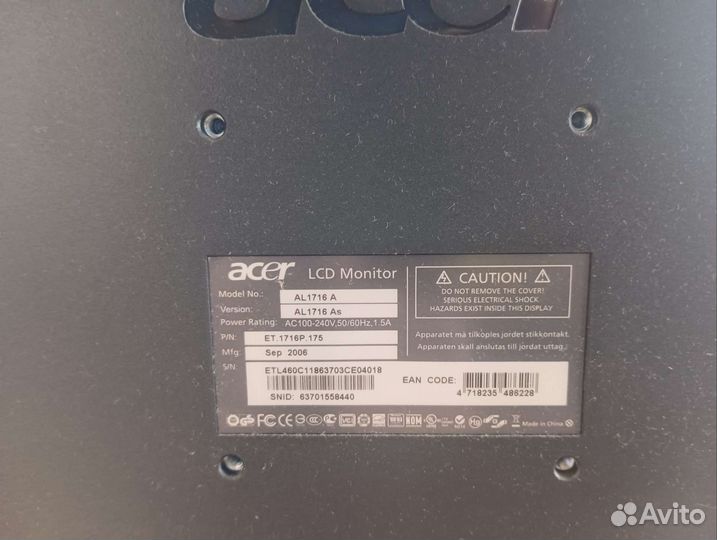 acer
acer LCD Monitor
Model No.: AL1716 A
Version: AL1716 As
Power Rating: AC100-240V,50/60Hz,1.5A
P/N: ET.1716P.175
Mfg: Sep 2006
S/N: ETL460C11863703CE04018
SNID: 63701558440
CAUTION!
DO NOT REMOVE THE COVER!
SERIOUS ELECTRICAL SHOCK
HAZARDS EXIST INSIDE THIS DISPLAY
Apparatet må tilkoples jordet stikkontakt.
Apparaten skall anslutas till jordat uttag.
EAN CODE:
4 718235 486228
Made in China
Avito